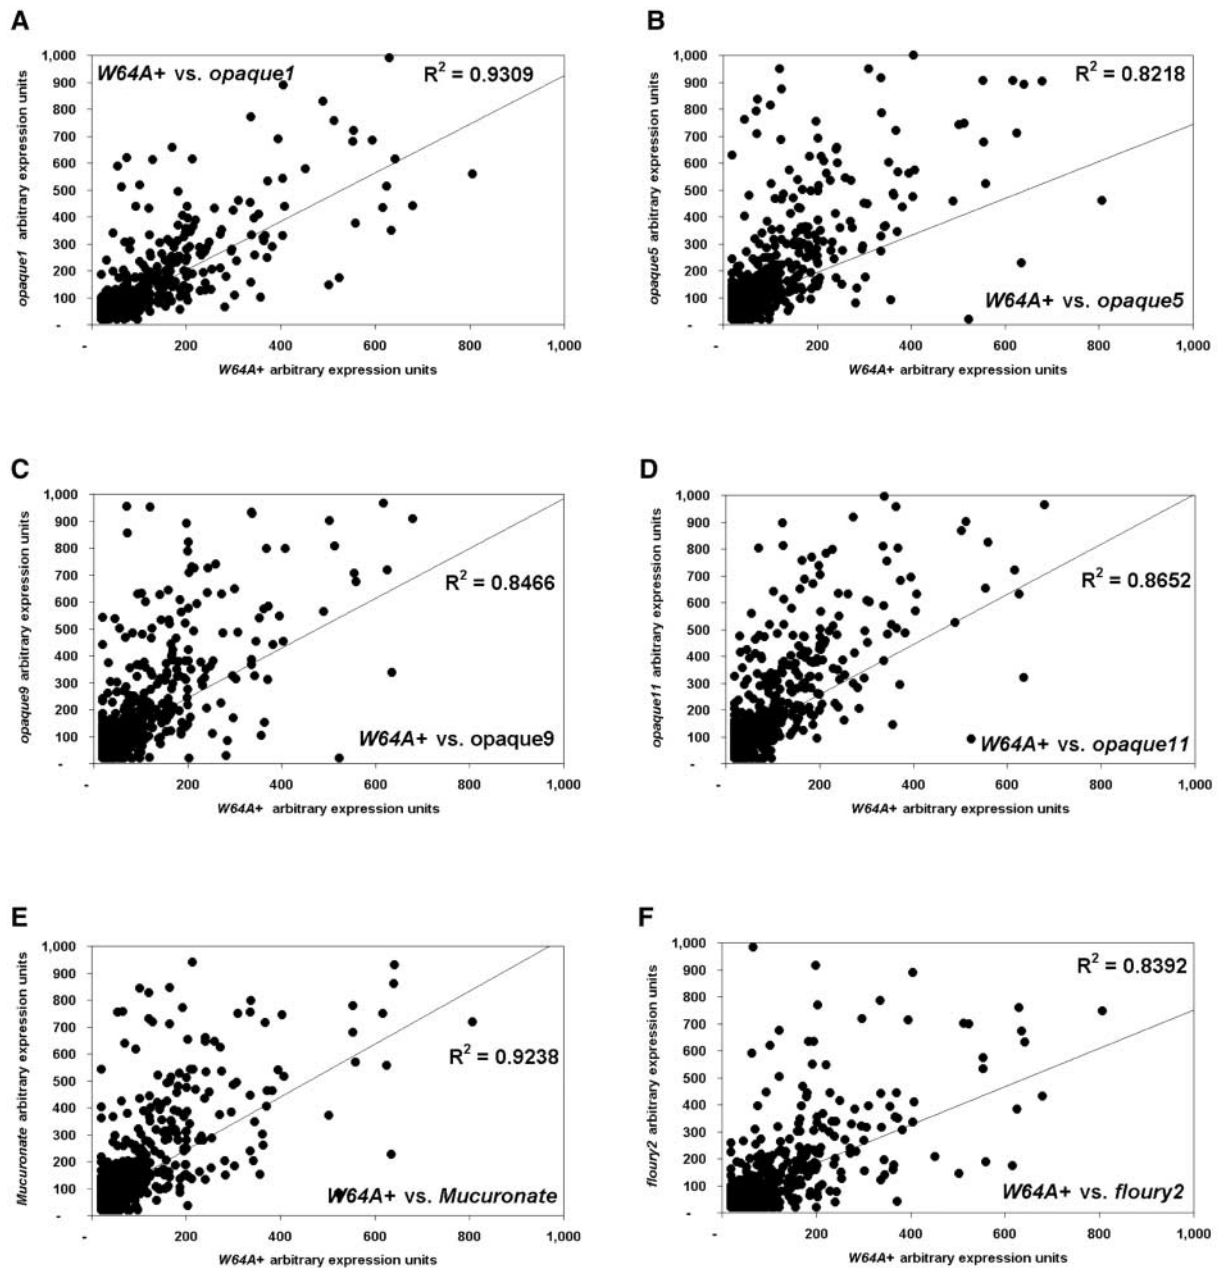 A
1,000
900
800
700
600
500
400
300
200
100
-
opaque1 arbitrary expression units
W64A+ vs. opaque1
R² = 0.9309
- 200 400 600 800 1,000
W64A+ arbitrary expression units
B
1,000
900
800
700
600
500
400
300
200
100
-
opaque5 arbitrary expression units
R² = 0.8218
W64A+ vs. opaque5
- 200 400 600 800 1,000
W64A+ arbitrary expression units
C
1,000
900
800
700
600
500
400
300
200
100
-
opaque9 arbitrary expression units
R² = 0.8466
W64A+ vs. opaque9
- 200 400 600 800 1,000
W64A+ arbitrary expression units
D
1,000
900
800
700
600
500
400
300
200
100
-
opaque11 arbitrary expression units
R² = 0.8652
W64A+ vs. opaque11
- 200 400 600 800 1,000
W64A+ arbitrary expression units
E
1,000
900
800
700
600
500
400
300
200
100
-
Mucuronate arbitrary expression units
R² = 0.9238
W64A+ vs. Mucuronate
- 200 400 600 800 1,000
W64A+ arbitrary expression units
F
1,000
900
800
700
600
500
400
300
200
100
-
floury2 arbitrary expression units
R² = 0.8392
W64A+ vs. floury2
- 200 400 600 800 1,000
W64A+ arbitrary expression units